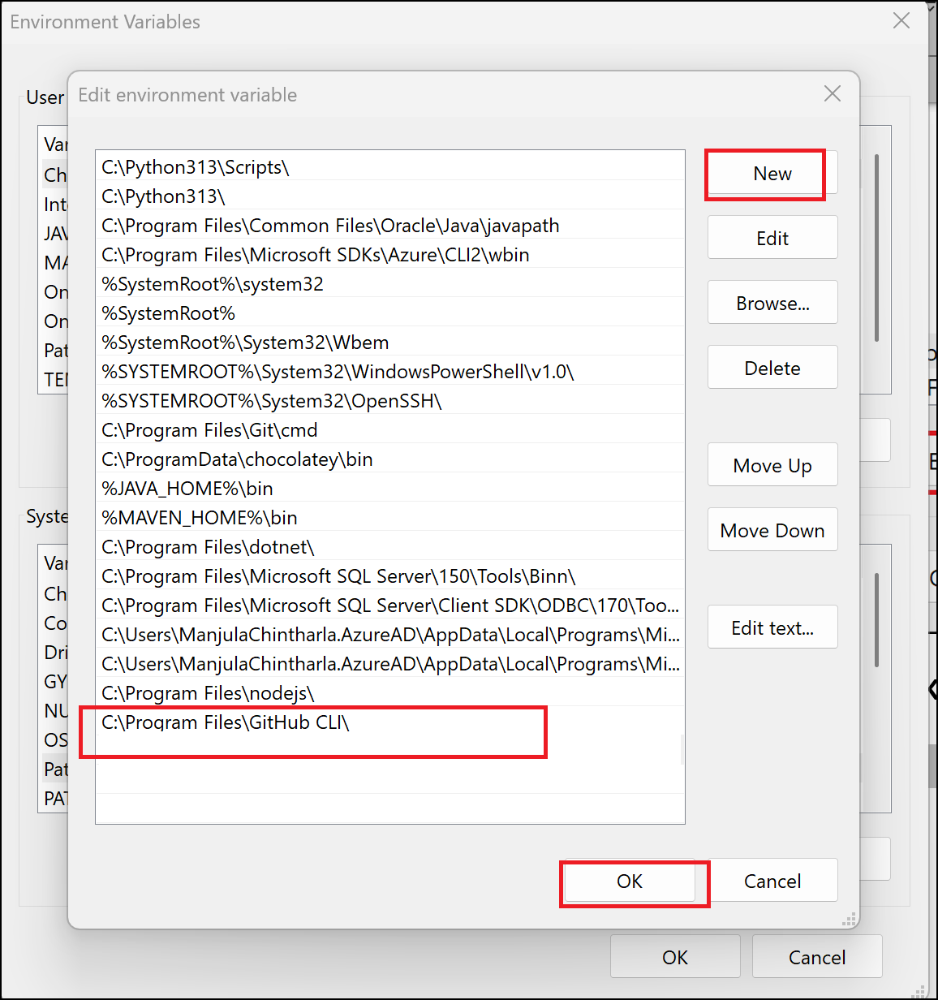 Environment Variables
Edit environment variable
User
Var
Ch
Int
JAV
MA
On
On
Pat
TEM
C:\Python313\Scripts\
C:\Python313\
C:\Program Files\Common Files\Oracle\Java\javapath
C:\Program Files\Microsoft SDKs\Azure\CLI2\wbin
%SystemRoot%\system32
%SystemRoot%
%SystemRoot%\System32\Wbem
%SYSTEMROOT%\System32\WindowsPowerShell\v1.0\
%SYSTEMROOT%\System32\OpenSSH\
C:\Program Files\Git\cmd
C:\ProgramData\chocolatey\bin
%JAVA_HOME%\bin
%MAVEN_HOME%\bin
C:\Program Files\dotnet\
C:\Program Files\Microsoft SQL Server\150\Tools\Binn\
C:\Program Files\Microsoft SQL Server\Client SDK\ODBC\170\Too...
C:\Users\ManjulaChintharla.AzureAD\AppData\Local\Programs\Mi...
C:\Users\ManjulaChintharla.AzureAD\AppData\Local\Programs\Mi...
C:\Program Files\nodejs\
C:\Program Files\GitHub CLI\
New
Edit
Browse...
Delete
Move Up
Move Down
Edit text...
Syste
Var
Ch
Co
Dri
GY
NU
OS
Pat
PAT
OK
Cancel
OK
Cancel